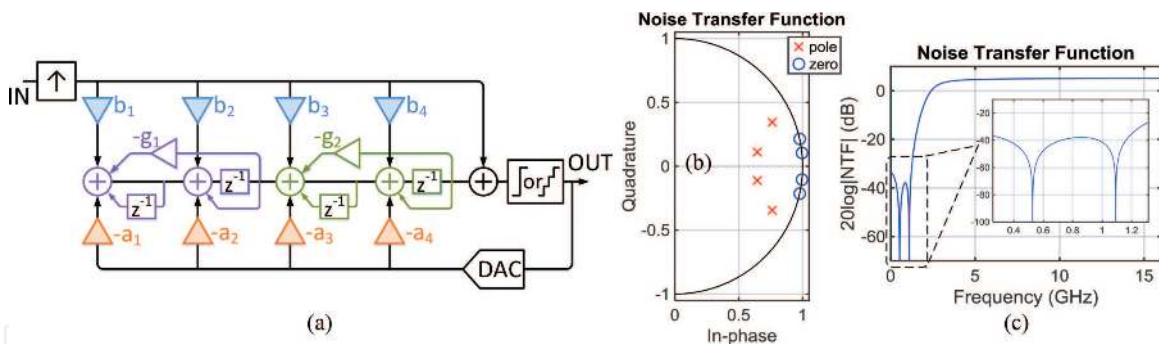 IN
↑
b1
b2
b3
b4
-g1
-g2
z-1
z-1
z-1
z-1
or
OUT
-a1
-a2
-a3
-a4
DAC
(a)
Noise Transfer Function
pole
zero
1
0.5
0
-0.5
-1
Quadrature
0
0.5
1
In-phase
(b)
Noise Transfer Function
0
-20
-40
-60
20log|NTF| (dB)
-20
-40
-60
-80
-100
0.4
0.6
0.8
1
1.2
0
5
10
15
Frequency (GHz)
(c)